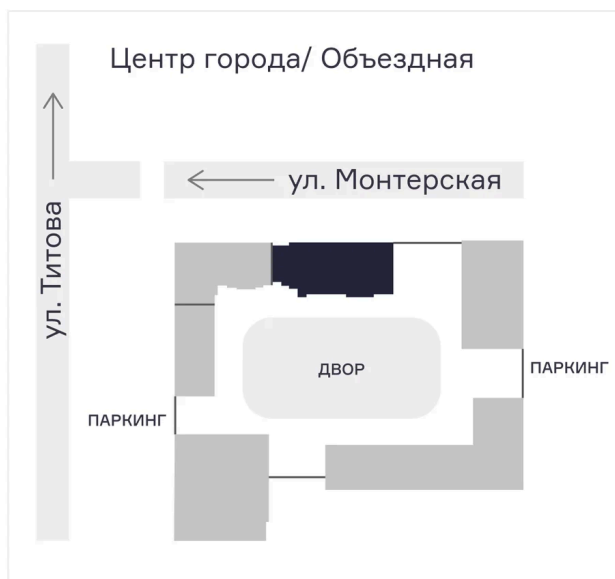 Центр города/ Объездная
ул. Монтерская
ул. Титова
ДВОР
ПАРКИНГ
ПАРКИНГ